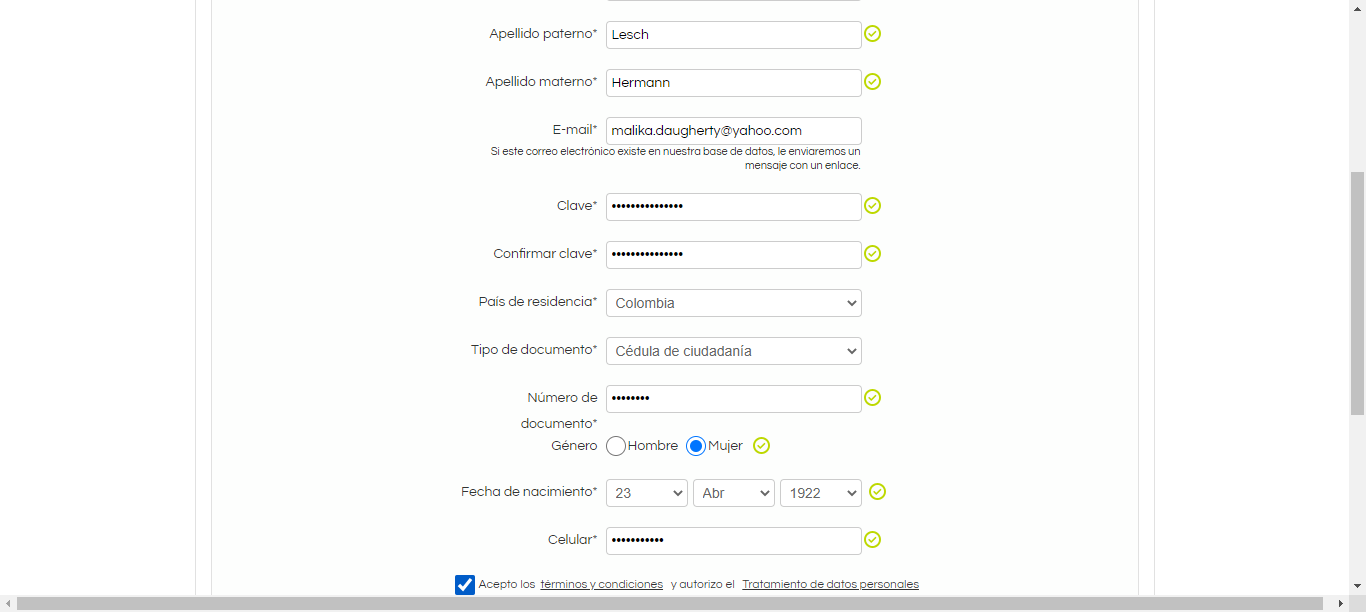 Apellido paterno* Lesch
Apellido materno* Hermann
E-mail* malika.daugherty@yahoo.com
Si este correo electrónico existe en nuestra base de datos, le enviaremos un
mensaje con un enlace.
Clave* •••••••••••••••
Confirmar clave* •••••••••••••••
País de residencia* Colombia
Tipo de documento* Cédula de ciudadanía
Número de ••••••••
documento*
Género Hombre Mujer
Fecha de nacimiento* 23 Abr 1922
Celular* •••••••••••
Acepto los términos y condiciones y autorizo el Tratamiento de datos personales